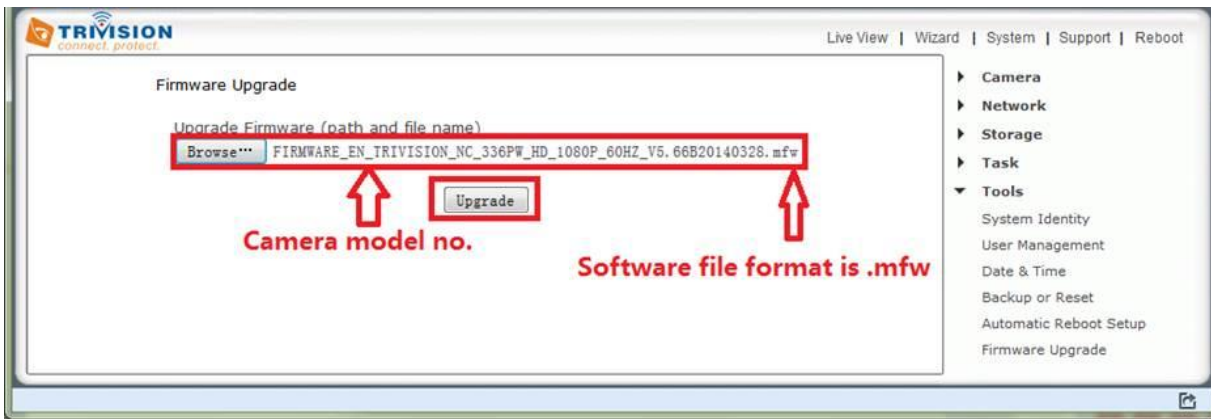 TRIVISION
connect. protect.
Live View | Wizard | System | Support | Reboot
Firmware Upgrade
Upgrade Firmware (path and file name)
Browse… FIRMWARE_EN_TRIVISION_NC_336PW_HD_1080P_60HZ_V5.66B20140328.mfw
Upgrade
Camera model no.
Software file format is .mfw
Camera
Network
Storage
Task
Tools
System Identity
User Management
Date & Time
Backup or Reset
Automatic Reboot Setup
Firmware Upgrade